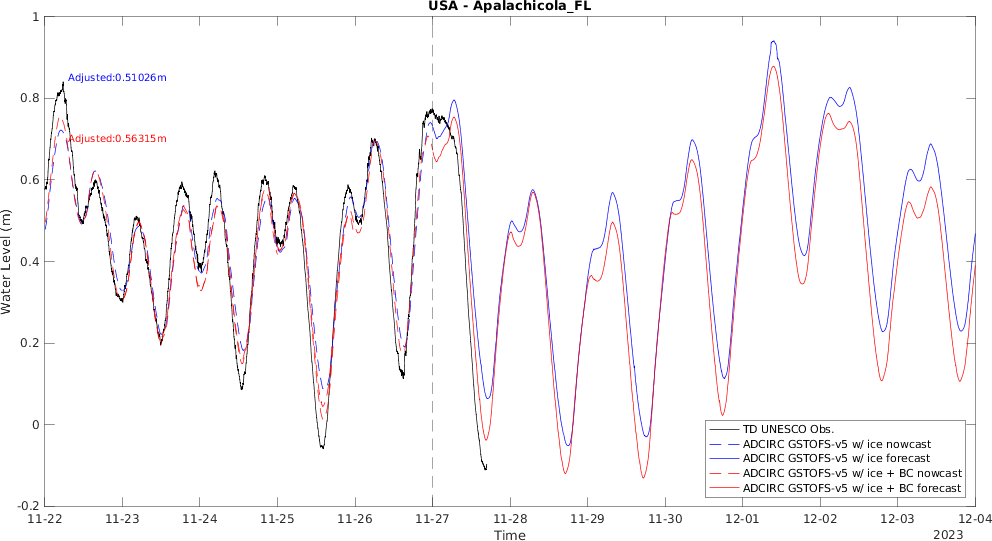 USA - Apalachicola_FL
1
0.8
0.6
0.4
0.2
0
-0.2
Water Level (m)
Adjusted:0.51026m
Adjusted:0.56315m
TD UNESCO Obs.
ADCIRC GSTOFS-v5 w/ ice nowcast
ADCIRC GSTOFS-v5 w/ ice forecast
ADCIRC GSTOFS-v5 w/ ice + BC nowcast
ADCIRC GSTOFS-v5 w/ ice + BC forecast
11-22 11-23 11-24 11-25 11-26 11-27 11-28 11-29 11-30 12-01 12-02 12-03 12-04
Time
2023